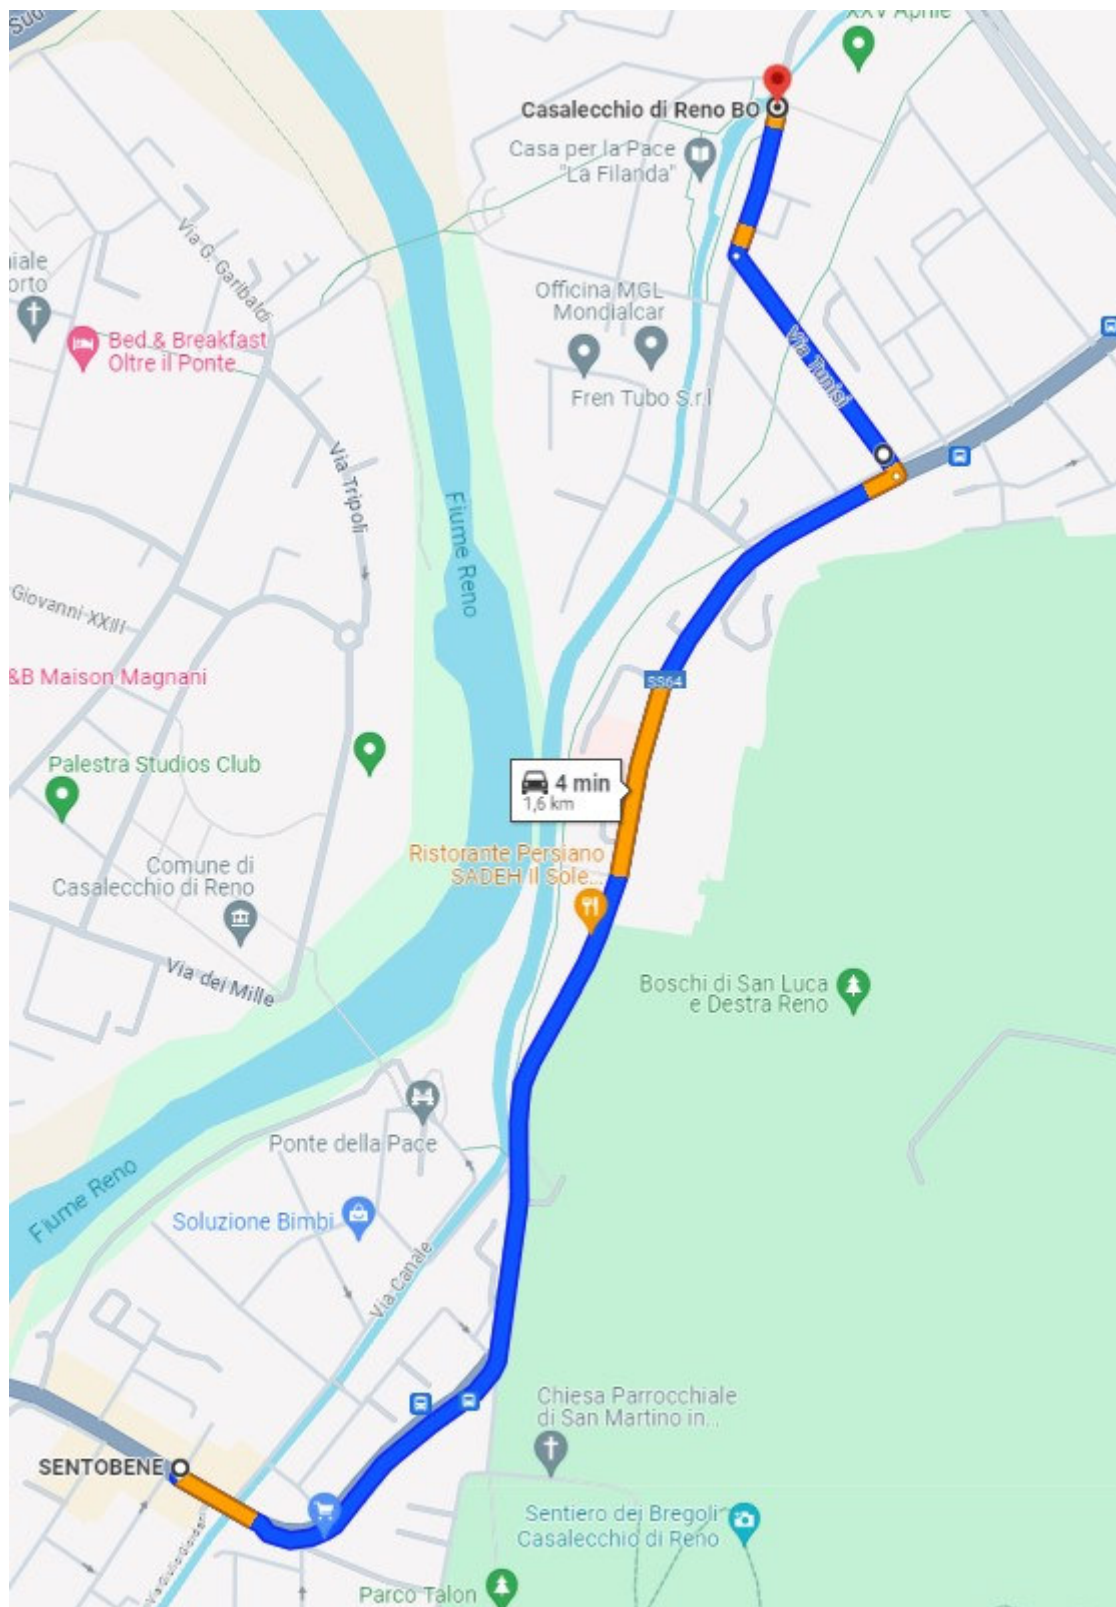 Sud
XXV Aprile
Casalecchio di Reno BO
Casa per la Pace
"La Filanda"
Via G. Garibaldi
iale
orto
Officina MGL
Mondialcar
Bed & Breakfast
Oltre il Ponte
Via Tunisi
Fren Tubo S.r.l
Via Tripoli
Fiume Reno
Giovanni XXIII
&B Maison Magnani
SS64
Palestra Studios Club
4 min
1,6 km
Ristorante Persiano
SADEH Il Sole...
Comune di
Casalecchio di Reno
Via dei Mille
Boschi di San Luca
e Destra Reno
Ponte della Pace
Fiume Reno
Soluzione Bimbi
Via Canale
Chiesa Parrocchiale
di San Martino in...
SENTOBENE
Sentiero dei Bregoli
Casalecchio di Reno
Parco Talon